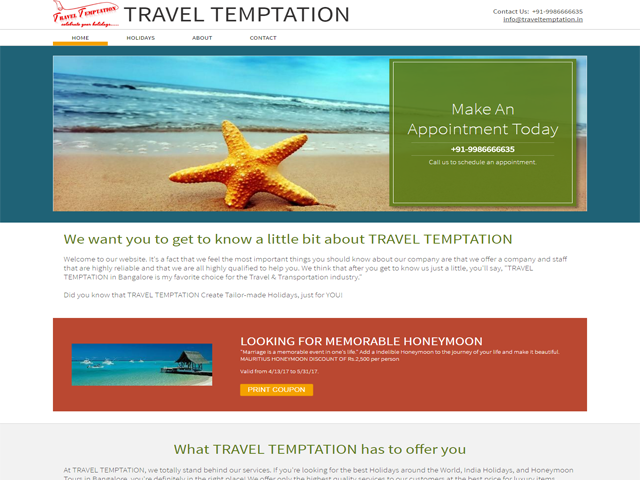 Travel Temptation
celebrate your holidays.....
TRAVEL TEMPTATION
Contact Us: +91-9986666635
info@traveltemptation.in
HOME HOLIDAYS ABOUT CONTACT
Make An
Appointment Today
+91-9986666635
Call us to schedule an appointment.
We want you to get to know a little bit about TRAVEL TEMPTATION
Welcome to our website. It's a fact that we feel the most important things you should know about our company are that we offer a company and staff
that are highly reliable and that we are all highly qualified to help you. We think that after you get to know us just a little, you'll say, "TRAVEL
TEMPTATION in Bangalore is my favorite choice for the Travel & Transportation industry."
Did you know that TRAVEL TEMPTATION Create Tailor-made Holidays, just for YOU!
LOOKING FOR MEMORABLE HONEYMOON
"Marriage is a memorable event in one's life." Add a indelible Honeymoon to the journey of your life and make it beautiful.
MAURITIUS HONEYMOON DISCOUNT OF Rs.2,500 per person
Valid from 4/13/17 to 5/31/17.
PRINT COUPON
What TRAVEL TEMPTATION has to offer you
At TRAVEL TEMPTATION, we totally stand behind our services. If you're looking for the best Holidays around the World, India Holidays, and Honeymoon
Tours in Bangalore, you're definitely in the right place! We offer only the highest quality services to our customers at the best price for luxury items